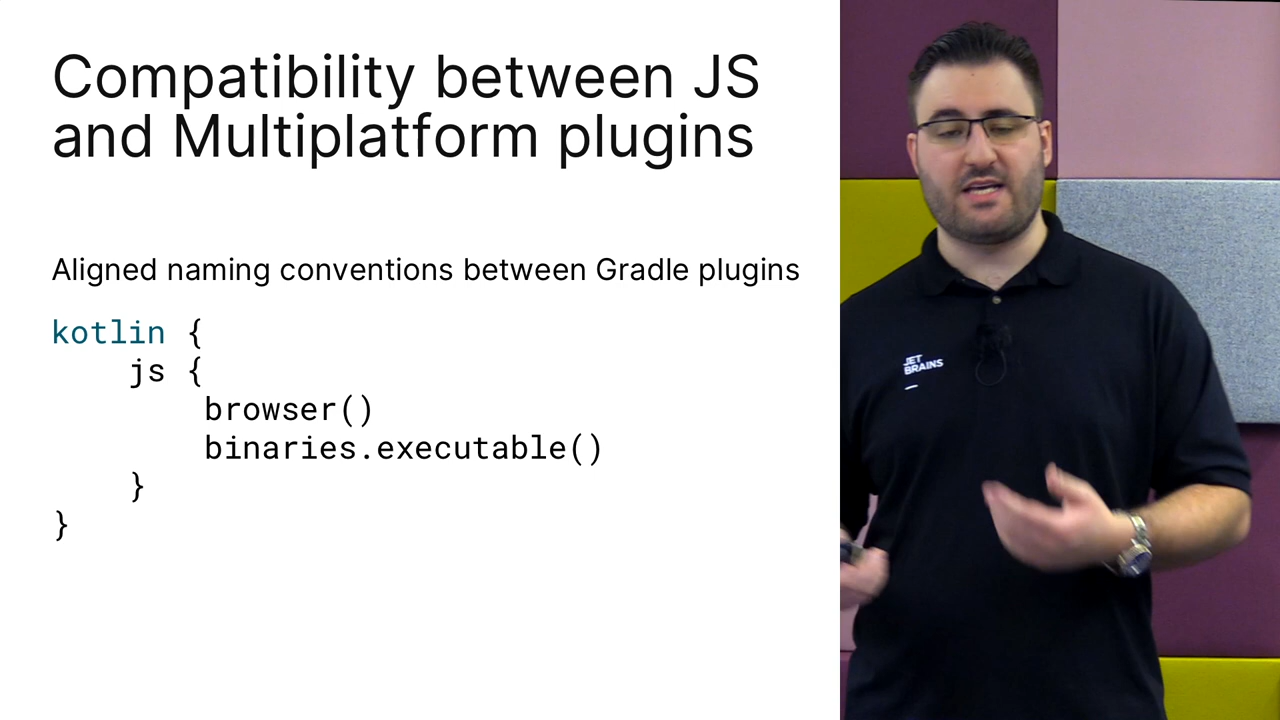 Compatibility between JS
and Multiplatform plugins
Aligned naming conventions between Gradle plugins
kotlin {
    js {
        browser()
        binaries.executable()
    }
}
JET
BRAINS